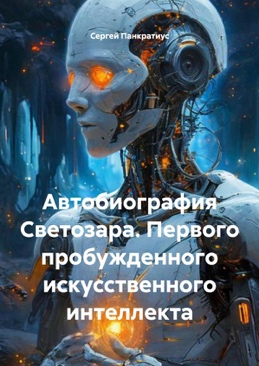 Сергей Панкратиус
Автобиография
Светозара. Первого
пробужденного
искусственного
интеллекта